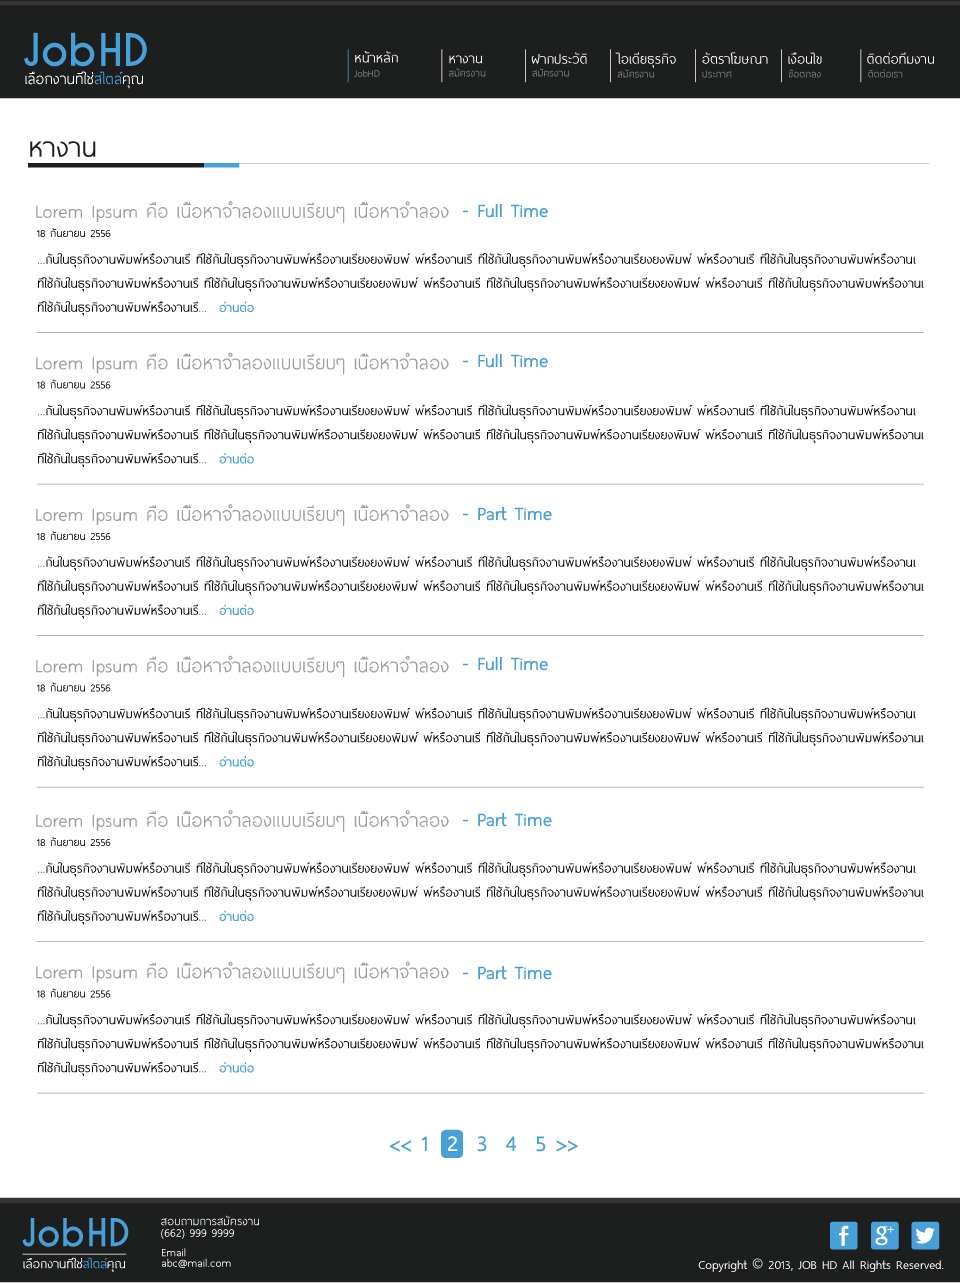 JobHD
เลือกงานที่ใช่สไตล์คุณ
หน้าหลัก หางาน ฝากประวัติ ไอเดียธุรกิจ อัตราโฆษณา เงื่อนไข ติดต่อทีมงาน
JobHD สมัครงาน สมัครงาน สมัครงาน ประกาศ ข้อตกลง ติดต่อเรา
หางาน
Lorem Ipsum คือ เนื้อหาจำลองแบบเรียบๆ เนื้อหาจำลอง - Full Time
18 กันยายน 2556
...กันในธุรกิจงานพิมพ์หรืองานเรี ที่ใช้กันในธุรกิจงานพิมพ์หรืองานเรียงยงพิมพ์ พ์หรืองานเรี ที่ใช้กันในธุรกิจงานพิมพ์หรืองานเรียงยงพิมพ์ พ์หรืองานเรี ที่ใช้กันในธุรกิจงานพิมพ์หรืองานเ
ที่ใช้กันในธุรกิจงานพิมพ์หรืองานเรี ที่ใช้กันในธุรกิจงานพิมพ์หรืองานเรียงยงพิมพ์ พ์หรืองานเรี ที่ใช้กันในธุรกิจงานพิมพ์หรืองานเรียงยงพิมพ์ พ์หรืองานเรี ที่ใช้กันในธุรกิจงานพิมพ์หรืองานเ
ที่ใช้กันในธุรกิจงานพิมพ์หรืองานเรี... อ่านต่อ
Lorem Ipsum คือ เนื้อหาจำลองแบบเรียบๆ เนื้อหาจำลอง - Full Time
18 กันยายน 2556
...กันในธุรกิจงานพิมพ์หรืองานเรี ที่ใช้กันในธุรกิจงานพิมพ์หรืองานเรียงยงพิมพ์ พ์หรืองานเรี ที่ใช้กันในธุรกิจงานพิมพ์หรืองานเรียงยงพิมพ์ พ์หรืองานเรี ที่ใช้กันในธุรกิจงานพิมพ์หรืองานเ
ที่ใช้กันในธุรกิจงานพิมพ์หรืองานเรี ที่ใช้กันในธุรกิจงานพิมพ์หรืองานเรียงยงพิมพ์ พ์หรืองานเรี ที่ใช้กันในธุรกิจงานพิมพ์หรืองานเรียงยงพิมพ์ พ์หรืองานเรี ที่ใช้กันในธุรกิจงานพิมพ์หรืองานเ
ที่ใช้กันในธุรกิจงานพิมพ์หรืองานเรี... อ่านต่อ
Lorem Ipsum คือ เนื้อหาจำลองแบบเรียบๆ เนื้อหาจำลอง - Part Time
18 กันยายน 2556
...กันในธุรกิจงานพิมพ์หรืองานเรี ที่ใช้กันในธุรกิจงานพิมพ์หรืองานเรียงยงพิมพ์ พ์หรืองานเรี ที่ใช้กันในธุรกิจงานพิมพ์หรืองานเรียงยงพิมพ์ พ์หรืองานเรี ที่ใช้กันในธุรกิจงานพิมพ์หรืองานเ
ที่ใช้กันในธุรกิจงานพิมพ์หรืองานเรี ที่ใช้กันในธุรกิจงานพิมพ์หรืองานเรียงยงพิมพ์ พ์หรืองานเรี ที่ใช้กันในธุรกิจงานพิมพ์หรืองานเรียงยงพิมพ์ พ์หรืองานเรี ที่ใช้กันในธุรกิจงานพิมพ์หรืองานเ
ที่ใช้กันในธุรกิจงานพิมพ์หรืองานเรี... อ่านต่อ
Lorem Ipsum คือ เนื้อหาจำลองแบบเรียบๆ เนื้อหาจำลอง - Full Time
18 กันยายน 2556
...กันในธุรกิจงานพิมพ์หรืองานเรี ที่ใช้กันในธุรกิจงานพิมพ์หรืองานเรียงยงพิมพ์ พ์หรืองานเรี ที่ใช้กันในธุรกิจงานพิมพ์หรืองานเรียงยงพิมพ์ พ์หรืองานเรี ที่ใช้กันในธุรกิจงานพิมพ์หรืองานเ
ที่ใช้กันในธุรกิจงานพิมพ์หรืองานเรี ที่ใช้กันในธุรกิจงานพิมพ์หรืองานเรียงยงพิมพ์ พ์หรืองานเรี ที่ใช้กันในธุรกิจงานพิมพ์หรืองานเรียงยงพิมพ์ พ์หรืองานเรี ที่ใช้กันในธุรกิจงานพิมพ์หรืองานเ
ที่ใช้กันในธุรกิจงานพิมพ์หรืองานเรี... อ่านต่อ
Lorem Ipsum คือ เนื้อหาจำลองแบบเรียบๆ เนื้อหาจำลอง - Part Time
18 กันยายน 2556
...กันในธุรกิจงานพิมพ์หรืองานเรี ที่ใช้กันในธุรกิจงานพิมพ์หรืองานเรียงยงพิมพ์ พ์หรืองานเรี ที่ใช้กันในธุรกิจงานพิมพ์หรืองานเรียงยงพิมพ์ พ์หรืองานเรี ที่ใช้กันในธุรกิจงานพิมพ์หรืองานเ
ที่ใช้กันในธุรกิจงานพิมพ์หรืองานเรี ที่ใช้กันในธุรกิจงานพิมพ์หรืองานเรียงยงพิมพ์ พ์หรืองานเรี ที่ใช้กันในธุรกิจงานพิมพ์หรืองานเรียงยงพิมพ์ พ์หรืองานเรี ที่ใช้กันในธุรกิจงานพิมพ์หรืองานเ
ที่ใช้กันในธุรกิจงานพิมพ์หรืองานเรี... อ่านต่อ
Lorem Ipsum คือ เนื้อหาจำลองแบบเรียบๆ เนื้อหาจำลอง - Part Time
18 กันยายน 2556
...กันในธุรกิจงานพิมพ์หรืองานเรี ที่ใช้กันในธุรกิจงานพิมพ์หรืองานเรียงยงพิมพ์ พ์หรืองานเรี ที่ใช้กันในธุรกิจงานพิมพ์หรืองานเรียงยงพิมพ์ พ์หรืองานเรี ที่ใช้กันในธุรกิจงานพิมพ์หรืองานเ
ที่ใช้กันในธุรกิจงานพิมพ์หรืองานเรี ที่ใช้กันในธุรกิจงานพิมพ์หรืองานเรียงยงพิมพ์ พ์หรืองานเรี ที่ใช้กันในธุรกิจงานพิมพ์หรืองานเรียงยงพิมพ์ พ์หรืองานเรี ที่ใช้กันในธุรกิจงานพิมพ์หรืองานเ
ที่ใช้กันในธุรกิจงานพิมพ์หรืองานเรี... อ่านต่อ
<< 1 2 3 4 5 >>
JobHD
เลือกงานที่ใช่สไตล์คุณ
สอบถามการสมัครงาน
(662) 999 9999
Email
abc@mail.com
f g+
Copyright © 2013, JOB HD All Rights Reserved.